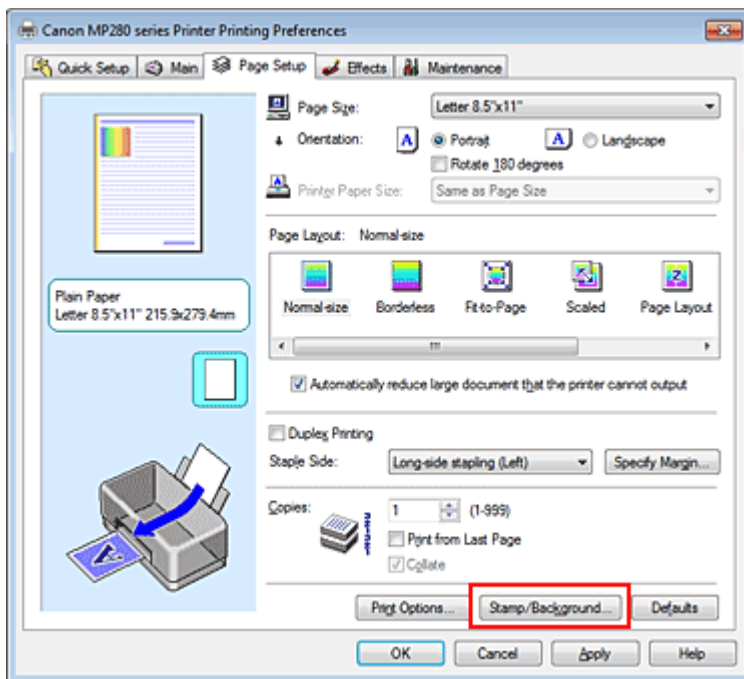 Canon MP280 series Printer Printing Preferences
Quick Setup Main Page Setup Effects Maintenance
Page Size: Letter 8.5"x11"
Orientation: A Portrait A Landscape
Rotate 180 degrees
Printer Paper Size: Same as Page Size
Page Layout: Normal-size
Normal-size Borderless Fit-to-Page Scaled Page Layout
Plain Paper
Letter 8.5"x11" 215.9x279.4mm
Automatically reduce large document that the printer cannot output
Duplex Printing
Staple Side: Long-side stapling (Left) Specify Margin...
Copies: 1 (1-999)
Print from Last Page
Collate
Print Options... Stamp/Background... Defaults
OK Cancel Apply Help